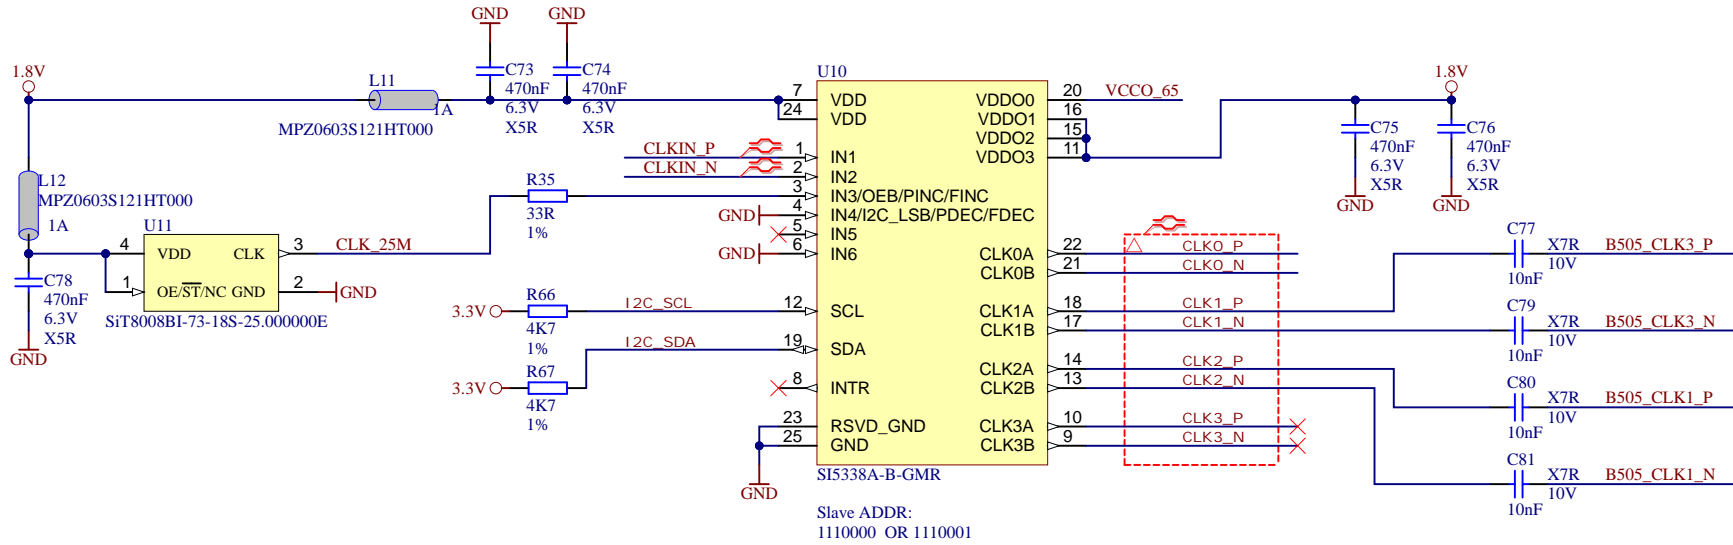 GND
GND
1.8V
L11
1A
MPZ0603S121HT000
C73
470nF
6.3V
X5R
C74
470nF
6.3V
X5R
U10
7
24
VDD
VDD
CLKIN_P
1
IN1
CLKIN_N
2
IN2
3
IN3/OEB/PINC/FINC
GND
4
IN4/I2C_LSB/PDEC/FDEC
5
IN5
GND
6
IN6
I2C_SCL
12
SCL
I2C_SDA
19
SDA
8
INTR
23
RSVD_GND
25
GND
GND
VDDO0
20
VCCO_65
VDDO1
16
VDDO2
15
VDDO3
11
CLK0A
22
CLK0_P
CLK0B
21
CLK0_N
CLK1A
18
CLK1_P
CLK1B
17
CLK1_N
CLK2A
14
CLK2_P
CLK2B
13
CLK2_N
CLK3A
10
CLK3_P
CLK3B
9
CLK3_N
SI5338A-B-GMR
Slave ADDR:
1110000 OR 1110001
L12
MPZ0603S121HT000
1A
U11
4
VDD
CLK
3
CLK_25M
1
OE/ST/NC
GND
2
GND
SiT8008BI-73-18S-25.000000E
C78
470nF
6.3V
X5R
GND
R35
33R
1%
3.3V
R66
4K7
1%
3.3V
R67
4K7
1%
1.8V
C75
470nF
6.3V
X5R
GND
C76
470nF
6.3V
X5R
GND
C77
10nF
X7R
10V
B505_CLK3_P
C79
10nF
X7R
10V
B505_CLK3_N
C80
10nF
X7R
10V
B505_CLK1_P
C81
10nF
X7R
10V
B505_CLK1_N